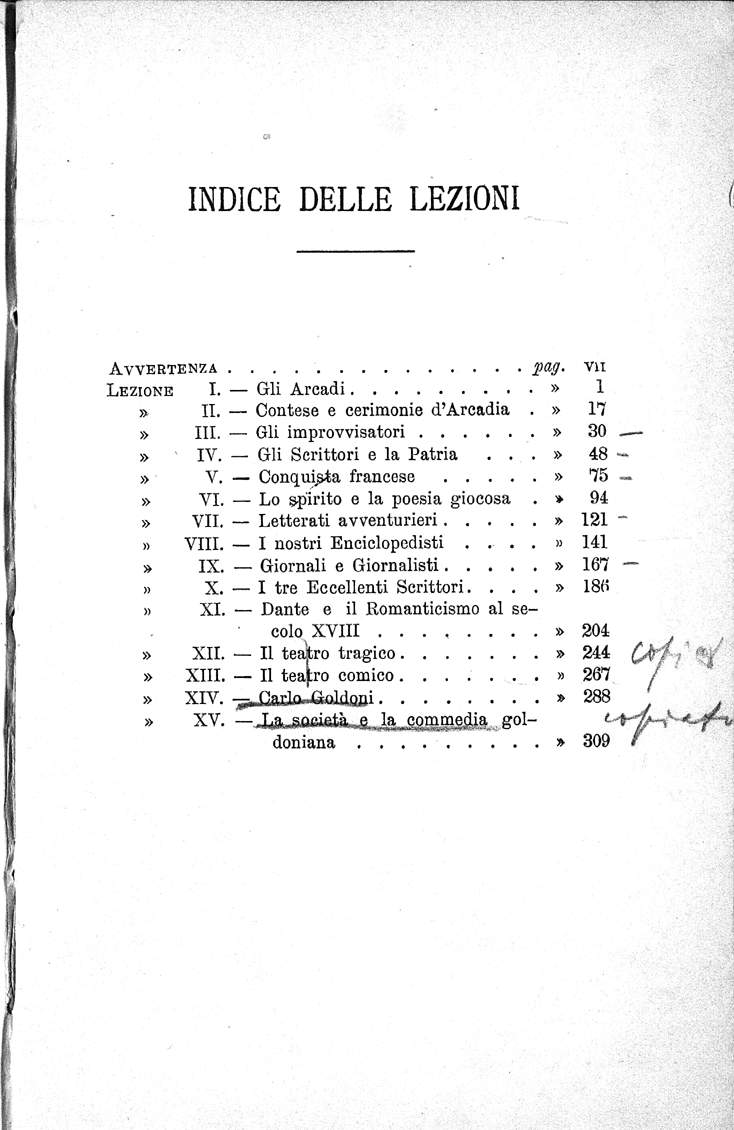 INDICE DELLE LEZIONI
AVVERTENZA . . . . . . . . . . . . . . . pag. VII
LEZIONE I. — Gli Arcadi. . . . . . . . . . » 1
» II. — Contese e cerimonie d'Arcadia . » 17
» III. — Gli improvvisatori . . . . . . » 30 —
» IV. — Gli Scrittori e la Patria . . . » 48 –
» V. — Conquista francese . . . . . » 75 –
» VI. — Lo spirito e la poesia giocosa . » 94
» VII. — Letterati avventurieri . . . . . » 121 –
» VIII. — I nostri Enciclopedisti . . . . » 141
» IX. — Giornali e Giornalisti . . . . . » 167 –
» X. — I tre Eccellenti Scrittori. . . . » 186
» XI. — Dante e il Romanticismo al se–
colo XVIII . . . . . . . . » 204
» XII. — Il teatro tragico . . . . . . . . » 244
» XIII. — Il teatro comico . . . . . . . . » 267
» XIV. — Carlo Goldoni . . . . . . . . . » 288
» XV. — La società e la commedia gol– copiato
doniana . . . . . . . . . . » 309